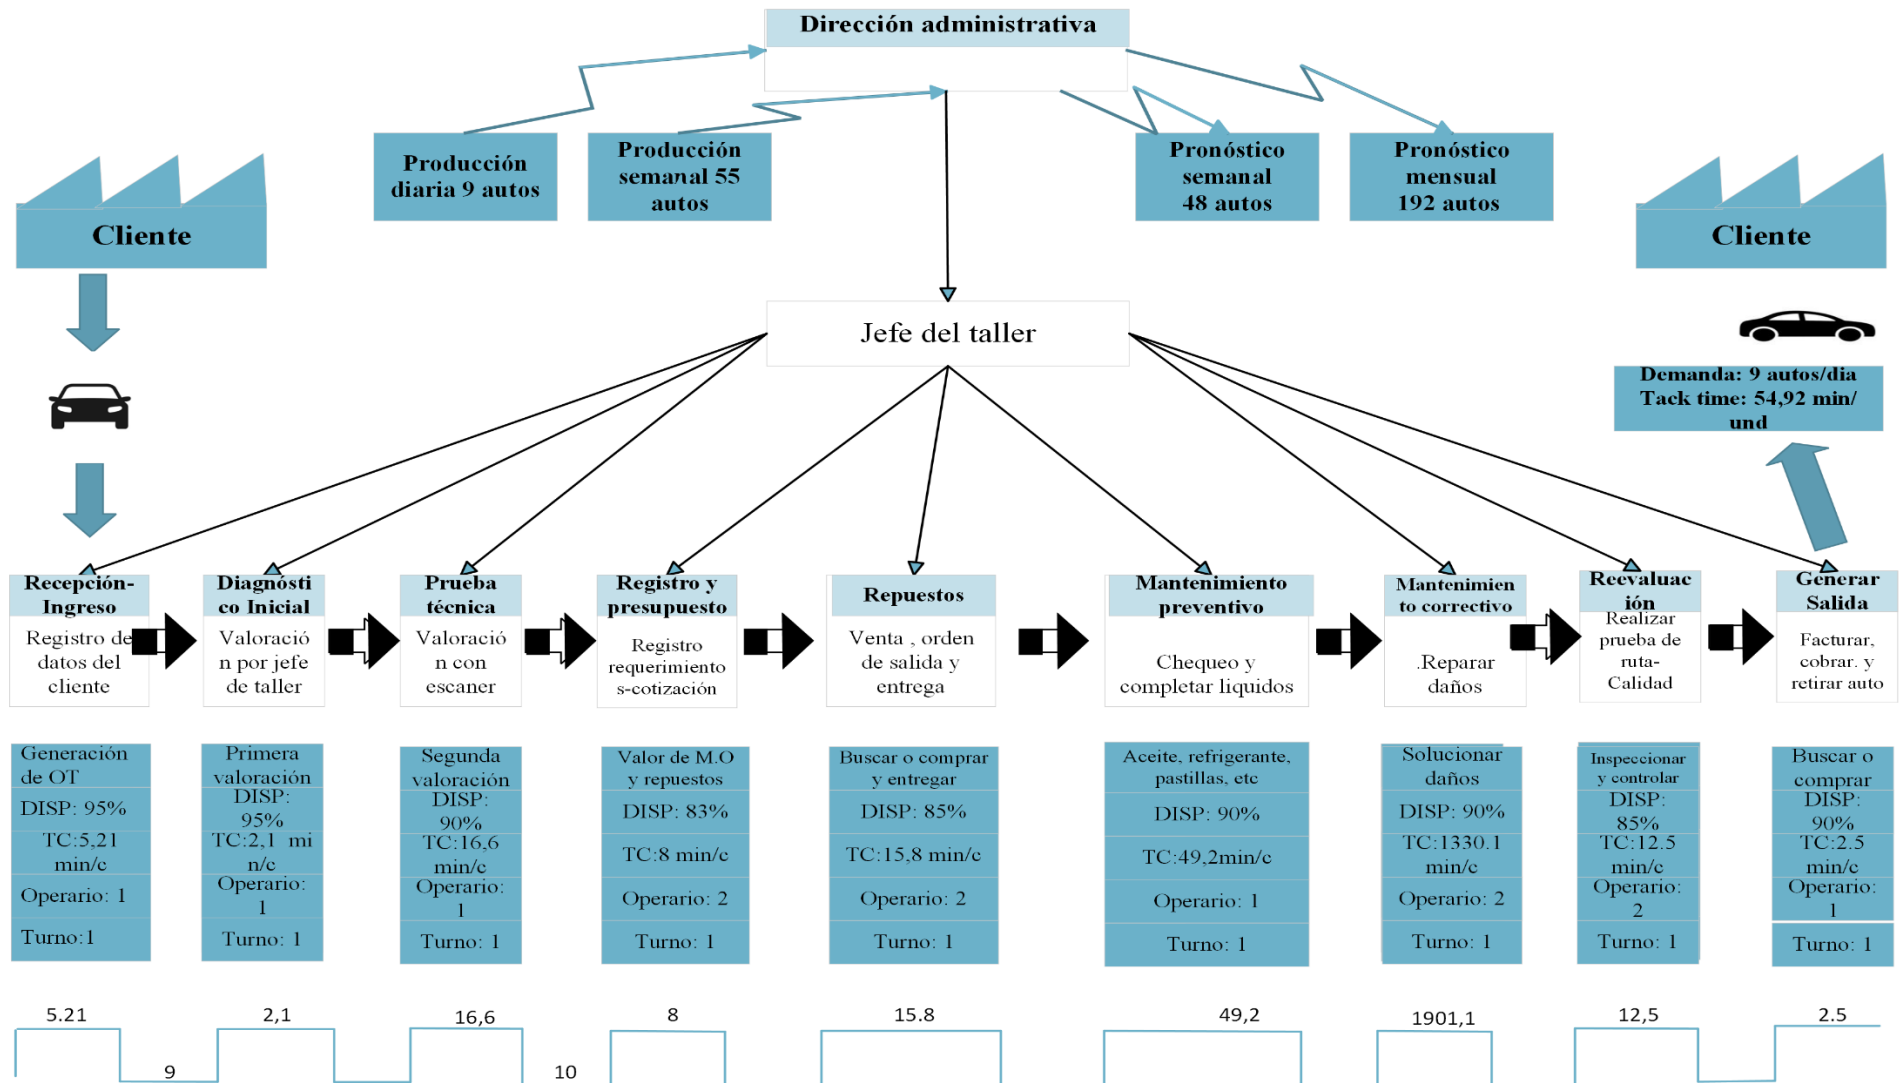 Dirección administrativa
Producción
diaria 9 autos
Producción
semanal 55
autos
Pronóstico
semanal
48 autos
Pronóstico
mensual
192 autos
Cliente
Cliente
Jefe del taller
Demanda: 9 autos/dia
Tack time: 54,92 min/
und
Recepción-
Ingreso
Registro de
datos del
cliente
Diagnósti
co Inicial
Valoració
n por jefe
de taller
Prueba
técnica
Valoració
n con
escaner
Registro y
presupuesto
Registro
requerimiento
s-cotización
Repuestos
Venta , orden
de salida y
entrega
Mantenimiento
preventivo
Chequeo y
completar liquidos
Mantenimien
to correctivo
.Reparar
daños
Reevaluac
ión
Realizar
prueba de
ruta-
Calidad
Generar
Salida
Facturar,
cobrar. y
retirar auto
Generación
de OT
DISP: 95%
TC:5,21
min/c
Operario: 1
Turno:1
Primera
valoración
DISP:
95%
TC:2,1 mi
n/c
Operario:
1
Turno: 1
Segunda
valoración
DISP:
90%
TC:16,6
min/c
Operario:
1
Turno: 1
Valor de M.O
y repuestos
DISP: 83%
TC:8 min/c
Operario: 2
Turno: 1
Buscar o comprar
y entregar
DISP: 85%
TC:15,8 min/c
Operario: 2
Turno: 1
Aceite, refrigerante,
pastillas, etc
DISP: 90%
TC:49,2min/c
Operario: 1
Turno: 1
Solucionar
daños
DISP: 90%
TC:1330.1
min/c
Operario: 2
Turno: 1
Inspeccionar
y controlar
DISP:
85%
TC:12.5
min/c
Operario:
2
Turno: 1
Buscar o
comprar
DISP:
90%
TC:2.5
min/c
Operario:
1
Turno: 1
5.21
2,1
16,6
8
15.8
49,2
1901,1
12,5
2.5
9
10